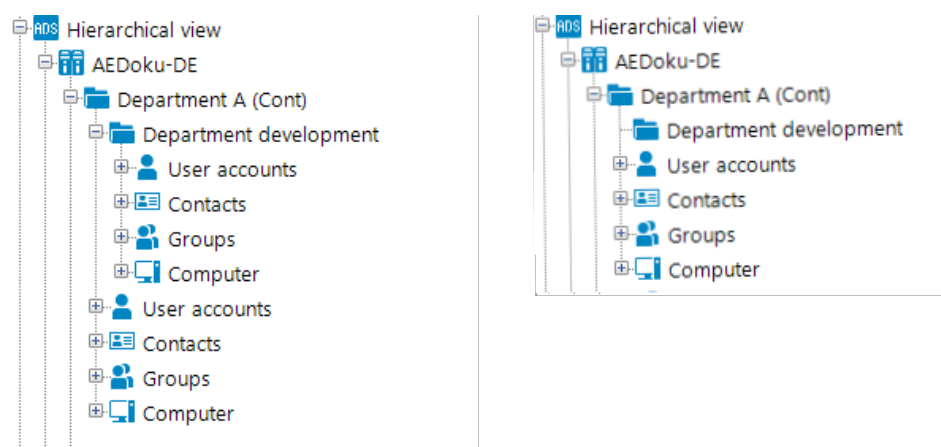 ADS Hierarchical view
AEDoku-DE
Department A (Cont)
Department development
User accounts
Contacts
Groups
Computer
User accounts
Contacts
Groups
Computer
ADS Hierarchical view
AEDoku-DE
Department A (Cont)
Department development
User accounts
Contacts
Groups
Computer